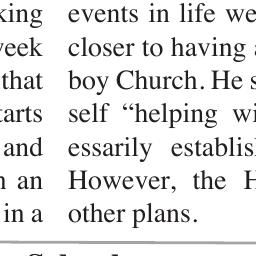 king
week
that
tarts
and
n an
in a
events in life we
closer to having
boy Church. He s
self “helping wi
essarily establis
However, the H
other plans.